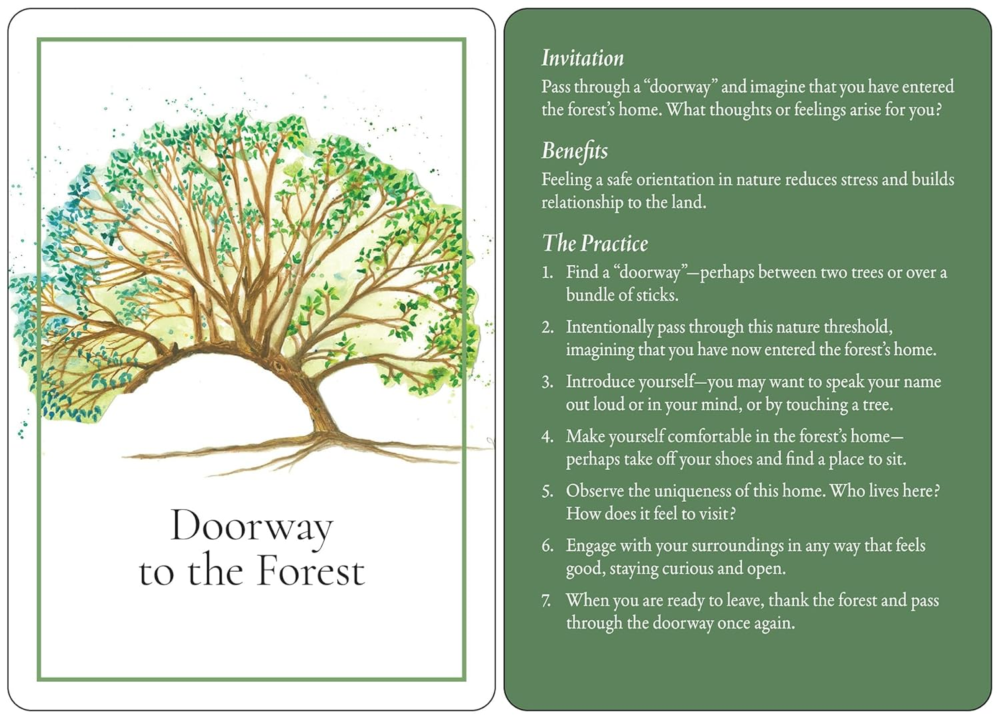 Doorway
to the Forest
Invitation
Pass through a “doorway” and imagine that you have entered
the forest’s home. What thoughts or feelings arise for you?
Benefits
Feeling a safe orientation in nature reduces stress and builds
relationship to the land.
The Practice
1. Find a “doorway”—perhaps between two trees or over a
bundle of sticks.
2. Intentionally pass through this nature threshold,
imagining that you have now entered the forest’s home.
3. Introduce yourself—you may want to speak your name
out loud or in your mind, or by touching a tree.
4. Make yourself comfortable in the forest’s home—
perhaps take off your shoes and find a place to sit.
5. Observe the uniqueness of this home. Who lives here?
How does it feel to visit?
6. Engage with your surroundings in any way that feels
good, staying curious and open.
7. When you are ready to leave, thank the forest and pass
through the doorway once again.